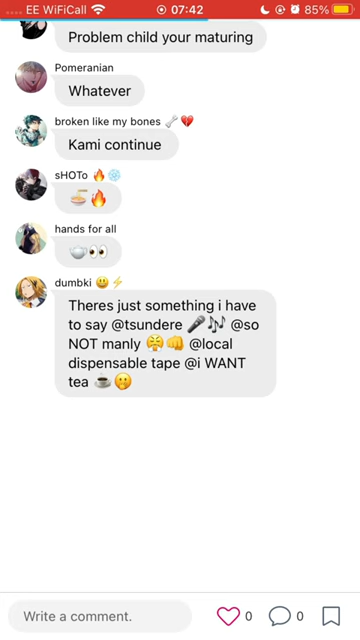 EE WiFiCall 07:42 85%
Problem child your maturing
Pomeranian
Whatever
broken like my bones 🦴💔
Kami continue
sHOTo 🔥❄️
🍜🔥
hands for all
🫖👀
dumbki 😃⚡
Theres just something i have
to say @tsundere 🎤🎶 @so
NOT manly 😤👊 @local
dispensable tape @i WANT
tea ☕🤭
Write a comment. 0 0